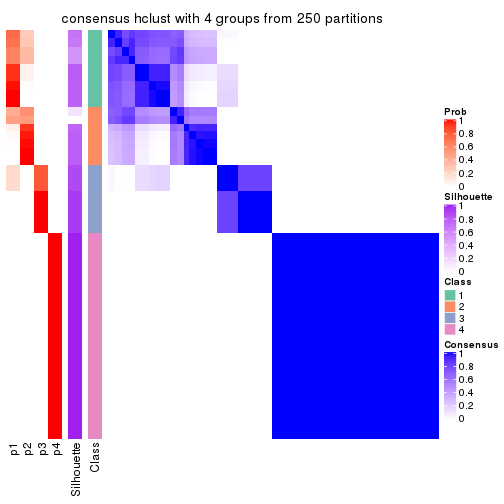 consensus hclust with 4 groups from 250 partitions
Prob
1
0.8
0.6
0.4
0.2
0
Silhouette
1
0.8
0.6
0.4
0.2
0
Class
1
2
3
4
Consensus
1
0.8
0.6
0.4
0.2
0
p1
p2
p3
p4
Silhouette
Class